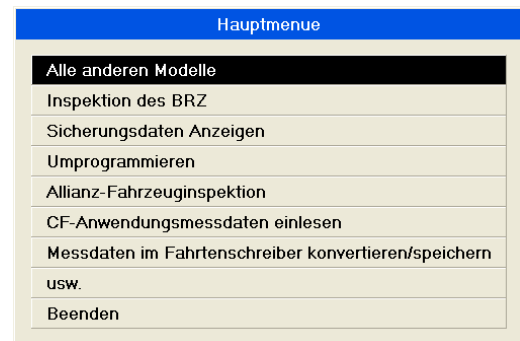 Hauptmenue
Alle anderen Modelle
Inspektion des BRZ
Sicherungsdaten Anzeigen
Umprogrammieren
Allianz-Fahrzeuginspektion
CF-Anwendungsmessdaten einlesen
Messdaten im Fahrtenschreiber konvertieren/speichern
usw.
Beenden